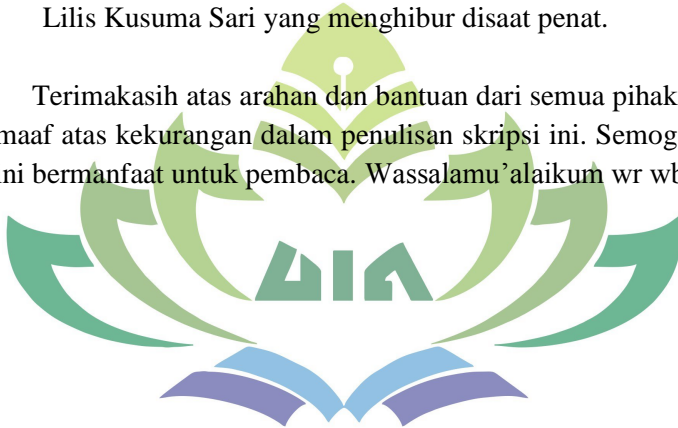 Lilis Kusuma Sari yang menghibur disaat penat.
Terimakasih atas arahan dan bantuan dari semua pihak
maaf atas kekurangan dalam penulisan skripsi ini. Semog
ini bermanfaat untuk pembaca. Wassalamu’alaikum wr wb
UIN